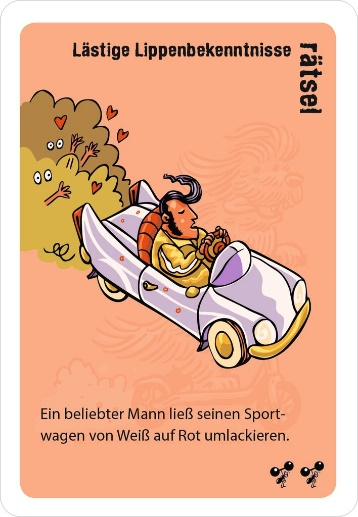 Lästige Lippenbekenntnisse
rätsel
Ein beliebter Mann ließ seinen Sport-
wagen von Weiß auf Rot umlackieren.